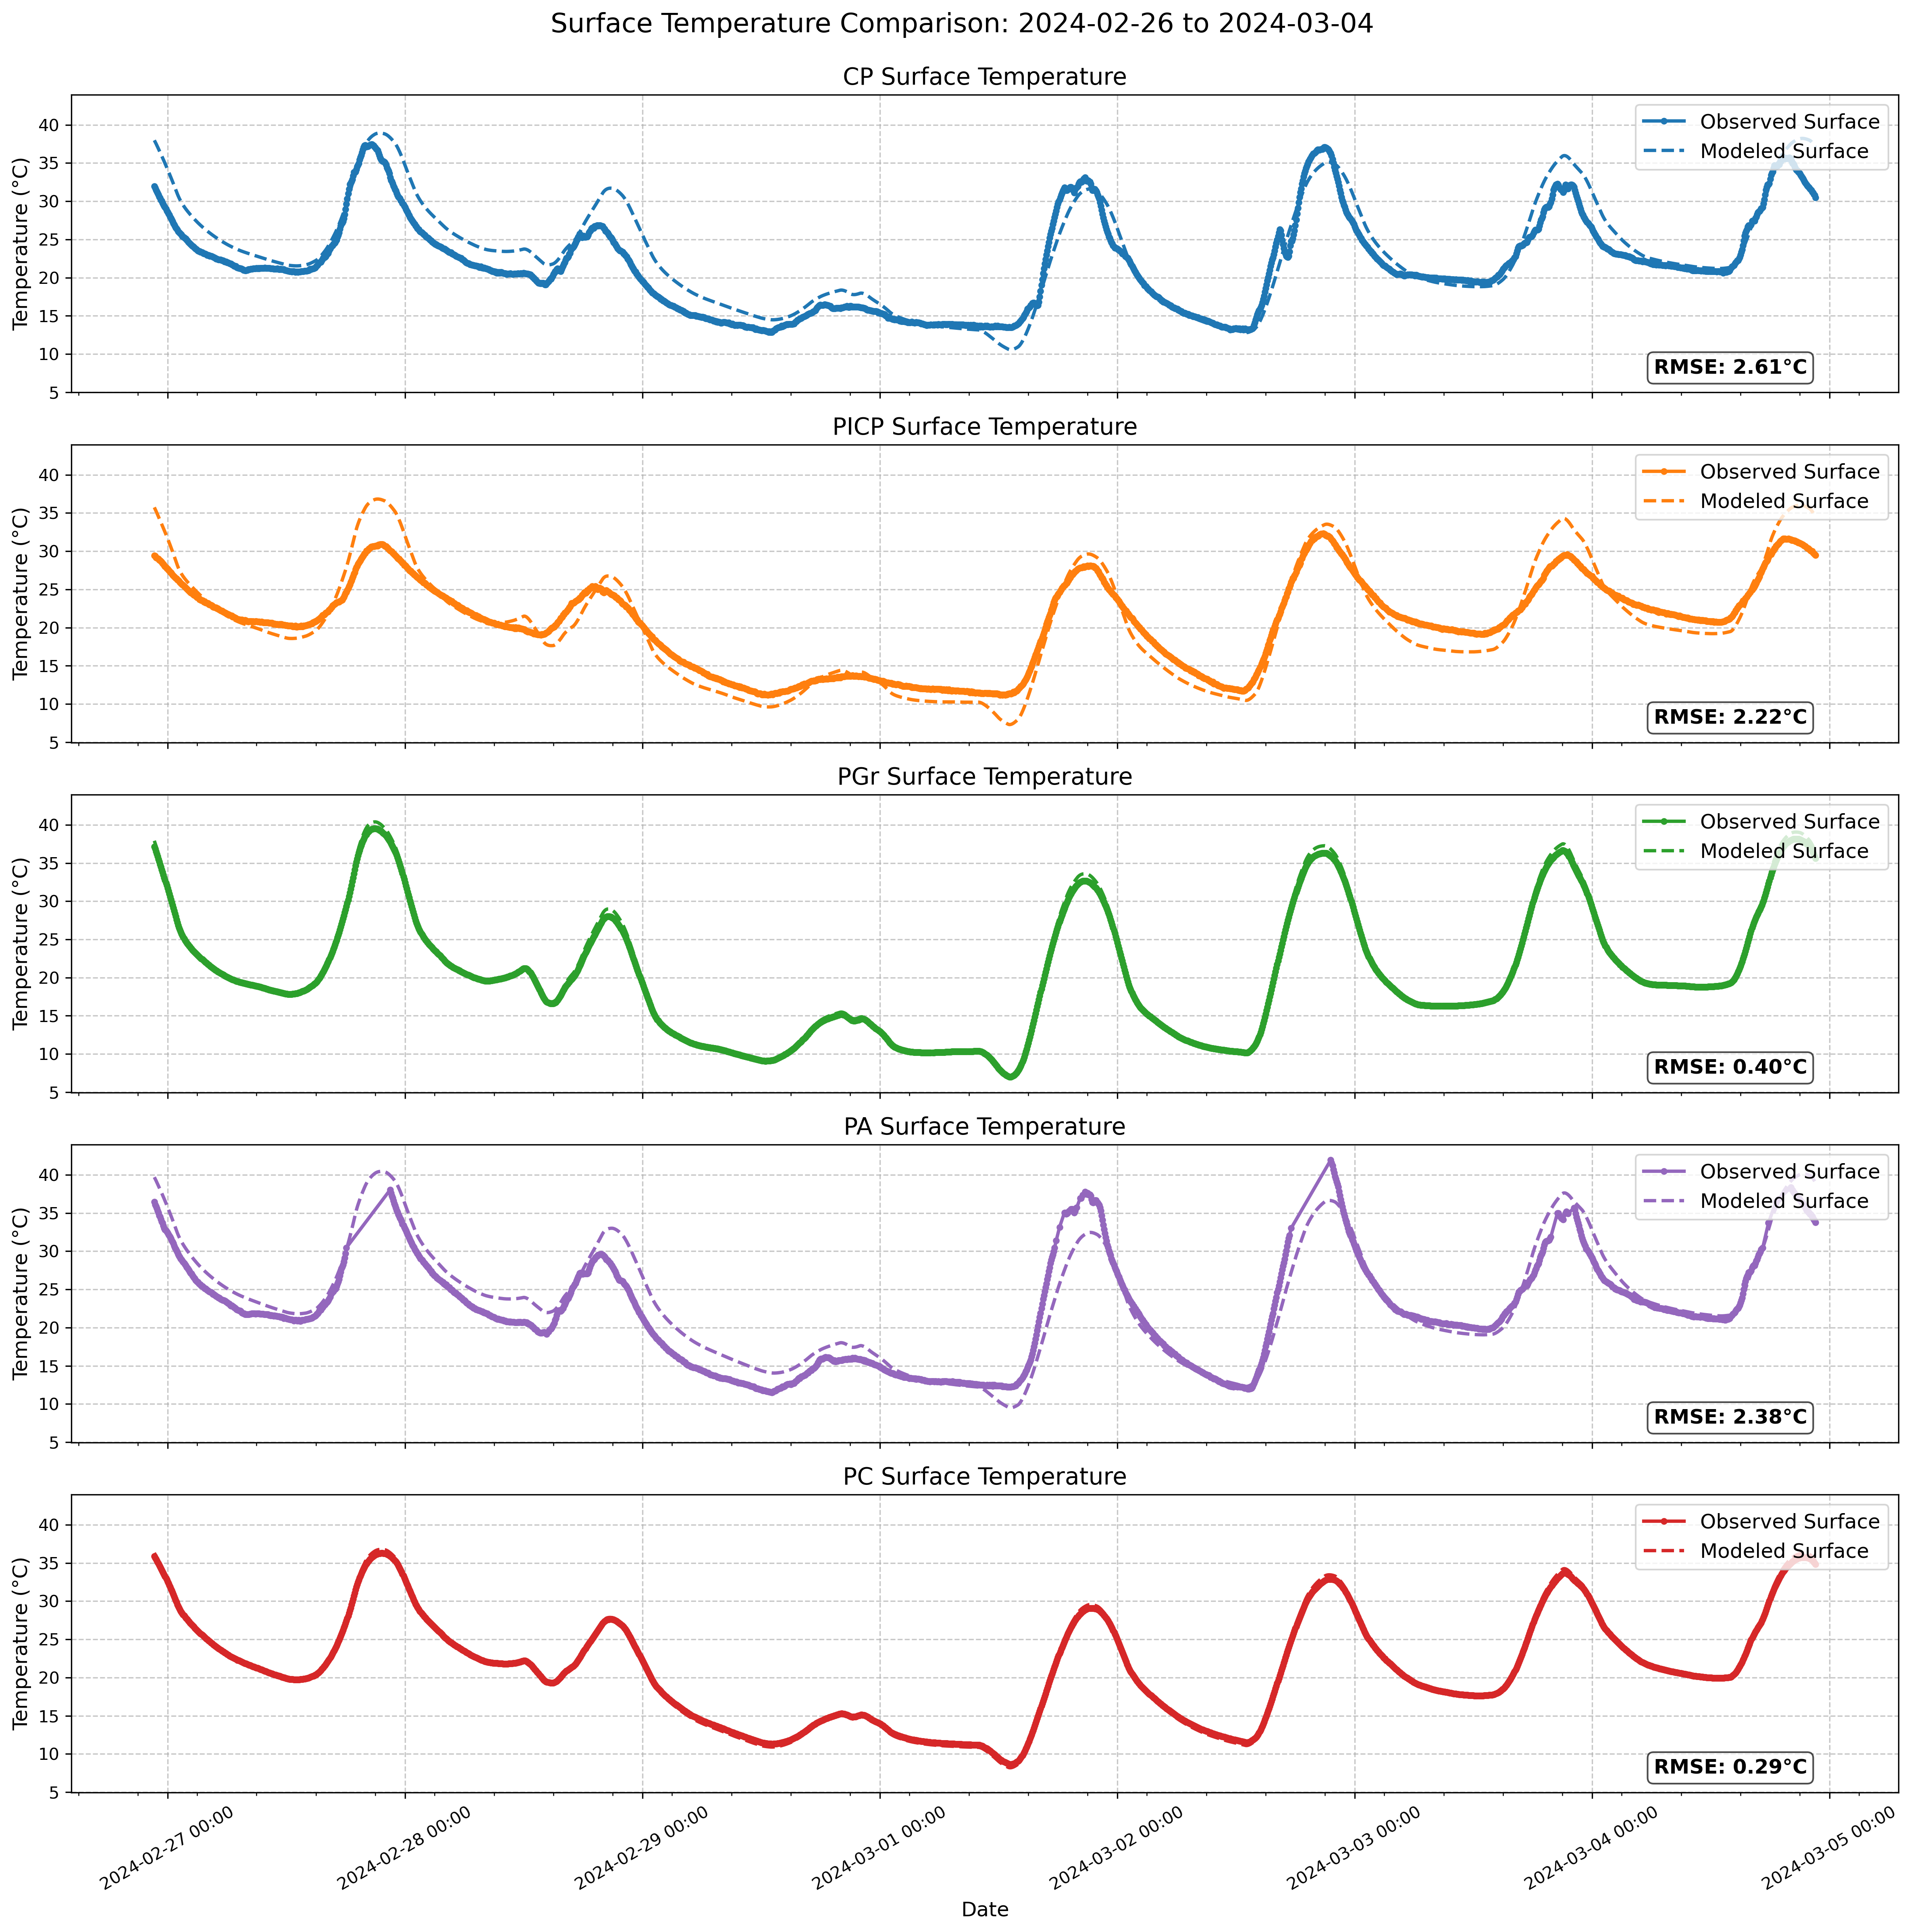 Surface Temperature Comparison: 2024-02-26 to 2024-03-04
CP Surface Temperature
Temperature (°C)
40
35
30
25
20
15
10
5
Observed Surface
Modeled Surface
RMSE: 2.61°C
PICP Surface Temperature
Temperature (°C)
40
35
30
25
20
15
10
5
Observed Surface
Modeled Surface
RMSE: 2.22°C
PGr Surface Temperature
Temperature (°C)
40
35
30
25
20
15
10
5
Observed Surface
Modeled Surface
RMSE: 0.40°C
PA Surface Temperature
Temperature (°C)
40
35
30
25
20
15
10
5
Observed Surface
Modeled Surface
RMSE: 2.38°C
PC Surface Temperature
Temperature (°C)
40
35
30
25
20
15
10
5
Observed Surface
Modeled Surface
RMSE: 0.29°C
2024-02-27 00:00
2024-02-28 00:00
2024-02-29 00:00
2024-03-01 00:00
2024-03-02 00:00
2024-03-03 00:00
2024-03-04 00:00
2024-03-05 00:00
Date